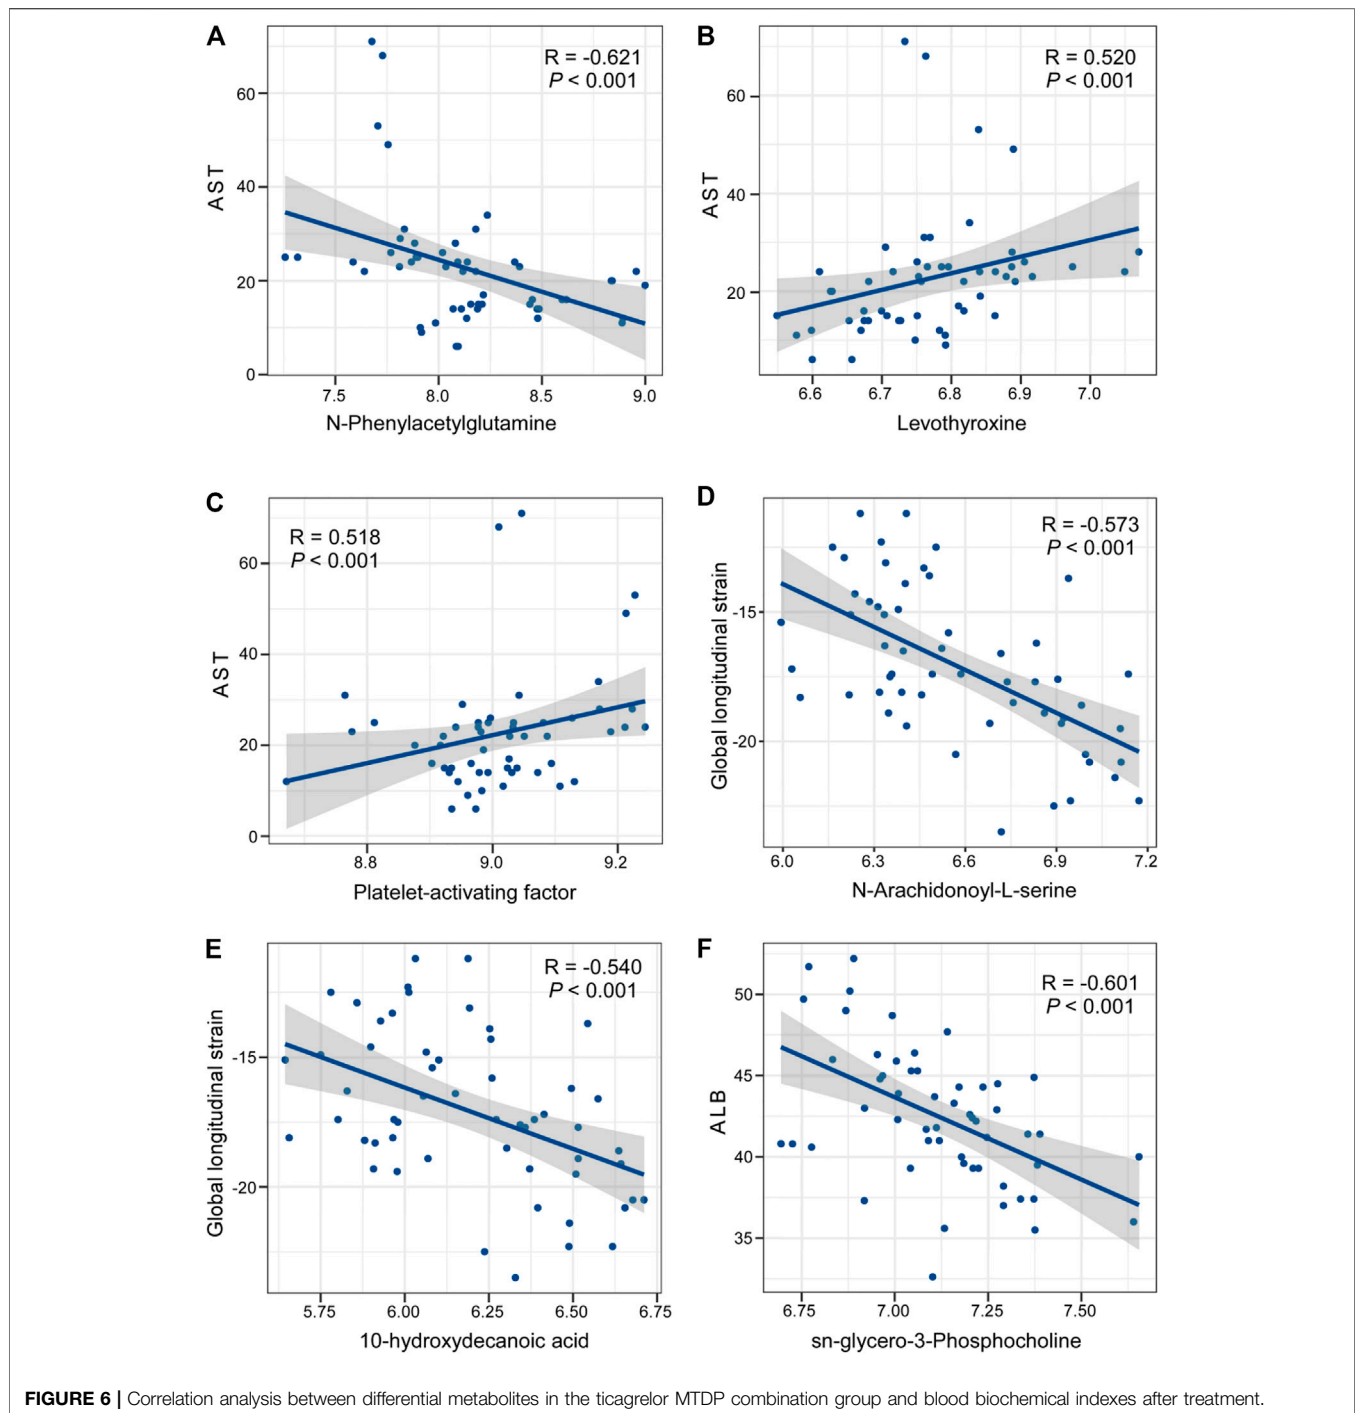 A
R = -0.621
P < 0.001
AST
60
40
20
0
7.5 8.0 8.5 9.0
N-Phenylacetylglutamine
B
R = 0.520
P < 0.001
AST
60
40
20
6.6 6.7 6.8 6.9 7.0
Levothyroxine
C
R = 0.518
P < 0.001
AST
60
40
20
0
8.8 9.0 9.2
Platelet-activating factor
D
R = -0.573
P < 0.001
Global longitudinal strain
-15
-20
6.0 6.3 6.6 6.9 7.2
N-Arachidonoyl-L-serine
E
R = -0.540
P < 0.001
Global longitudinal strain
-15
-20
5.75 6.00 6.25 6.50 6.75
10-hydroxydecanoic acid
F
R = -0.601
P < 0.001
ALB
50
45
40
35
6.75 7.00 7.25 7.50
sn-glycero-3-Phosphocholine
FIGURE 6 | Correlation analysis between differential metabolites in the ticagrelor MTDP combination group and blood biochemical indexes after treatment.